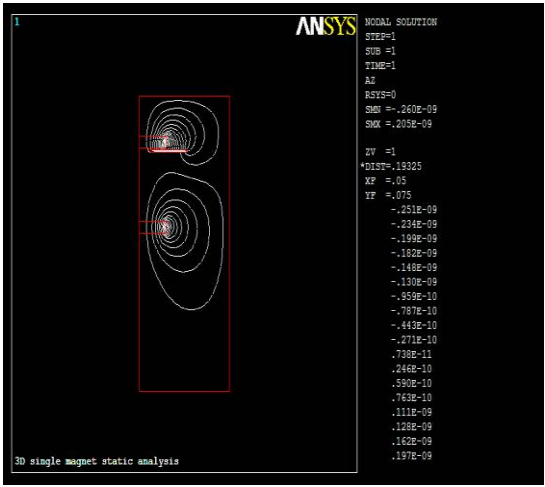 1
ANSYS
NODAL SOLUTION
STEP=1
SUB =1
TIME=1
AZ
RSYS=0
SMN =-.260E-09
SMX =.205E-09
ZV =1
*DIST=.19325
XF =.05
YF =.075
-.251E-09
-.234E-09
-.199E-09
-.182E-09
-.148E-09
-.130E-09
-.959E-10
-.787E-10
-.443E-10
-.271E-10
.738E-11
.246E-10
.590E-10
.763E-10
.111E-09
.128E-09
.162E-09
.197E-09
3D single magnet static analysis